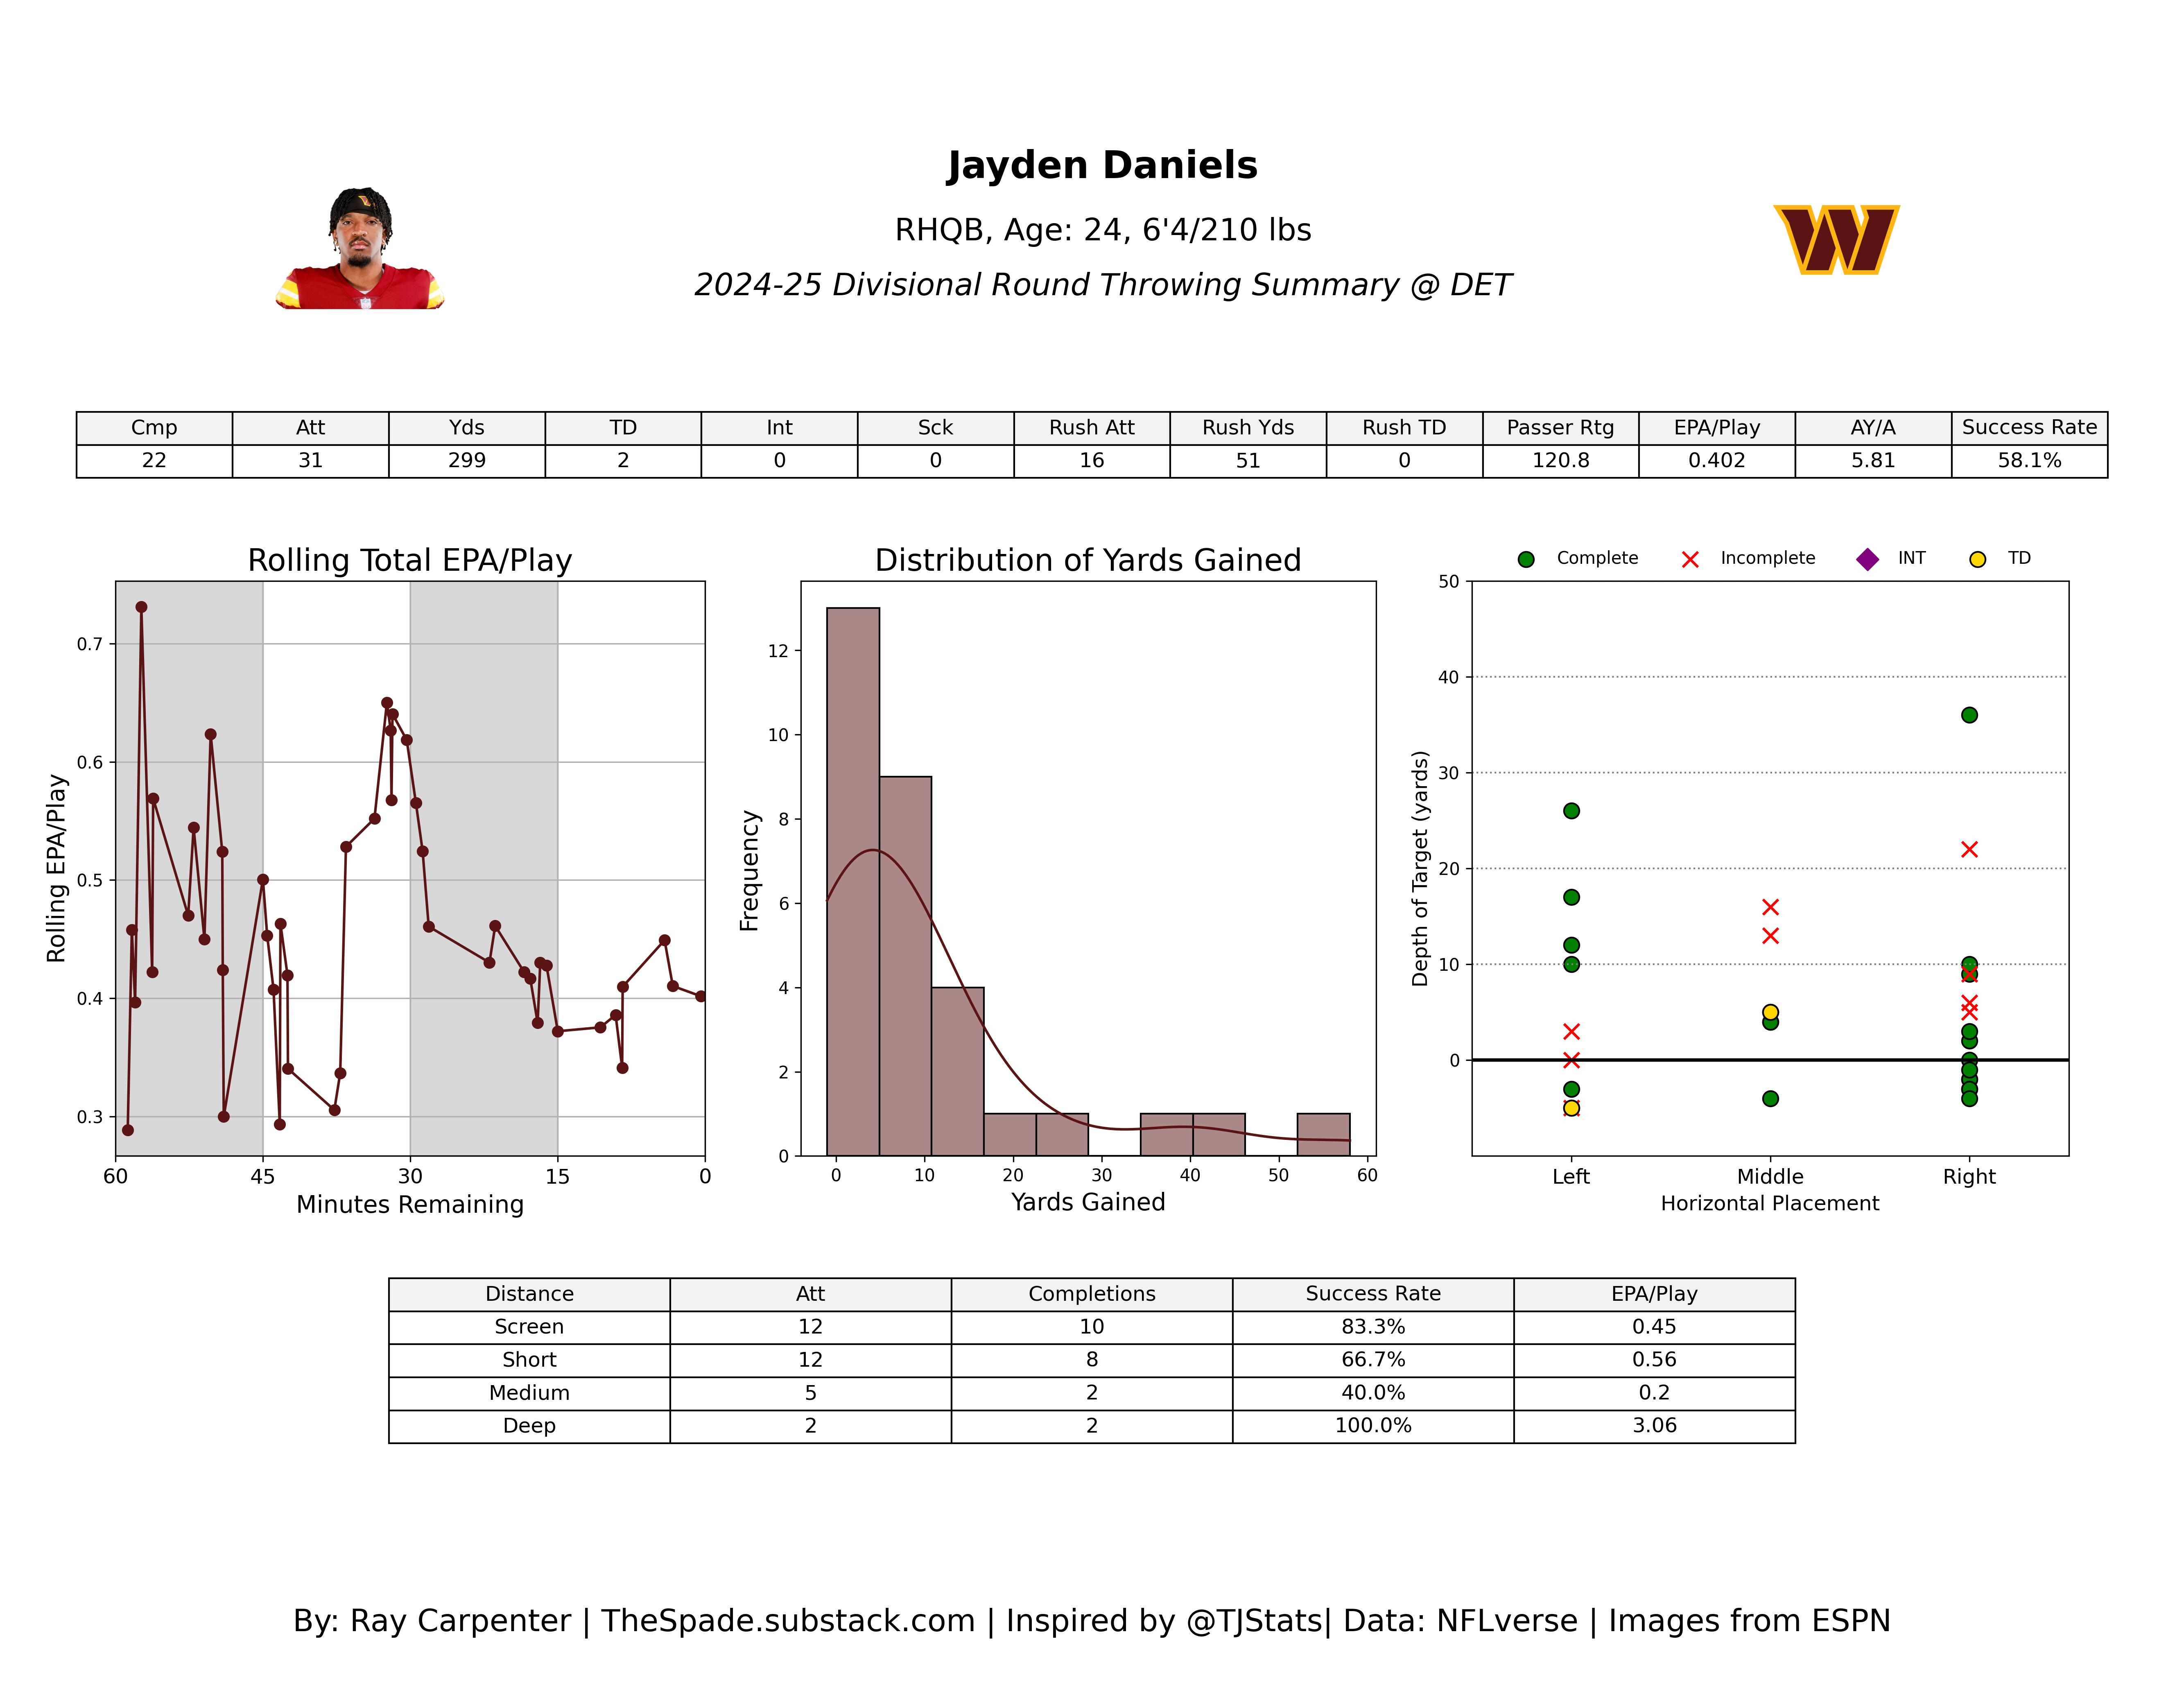 Jayden Daniels
RHQB, Age: 24, 6'4/210 lbs
2024-25 Divisional Round Throwing Summary @ DET
Cmp Att Yds TD Int Sck Rush Att Rush Yds Rush TD Passer Rtg EPA/Play AY/A Success Rate
22 31 299 2 0 0 16 51 0 120.8 0.402 5.81 58.1%
Rolling Total EPA/Play
Rolling EPA/Play
0.7
0.6
0.5
0.4
0.3
60 45 30 15 0
Minutes Remaining
Distribution of Yards Gained
Frequency
12
10
8
6
4
2
0
0 10 20 30 40 50 60
Yards Gained
Complete Incomplete INT TD
Depth of Target (yards)
50
40
30
20
10
0
Left Middle Right
Horizontal Placement
Distance Att Completions Success Rate EPA/Play
Screen 12 10 83.3% 0.45
Short 12 8 66.7% 0.56
Medium 5 2 40.0% 0.2
Deep 2 2 100.0% 3.06
By: Ray Carpenter | TheSpade.substack.com | Inspired by @TJStats| Data: NFLverse | Images from ESPN